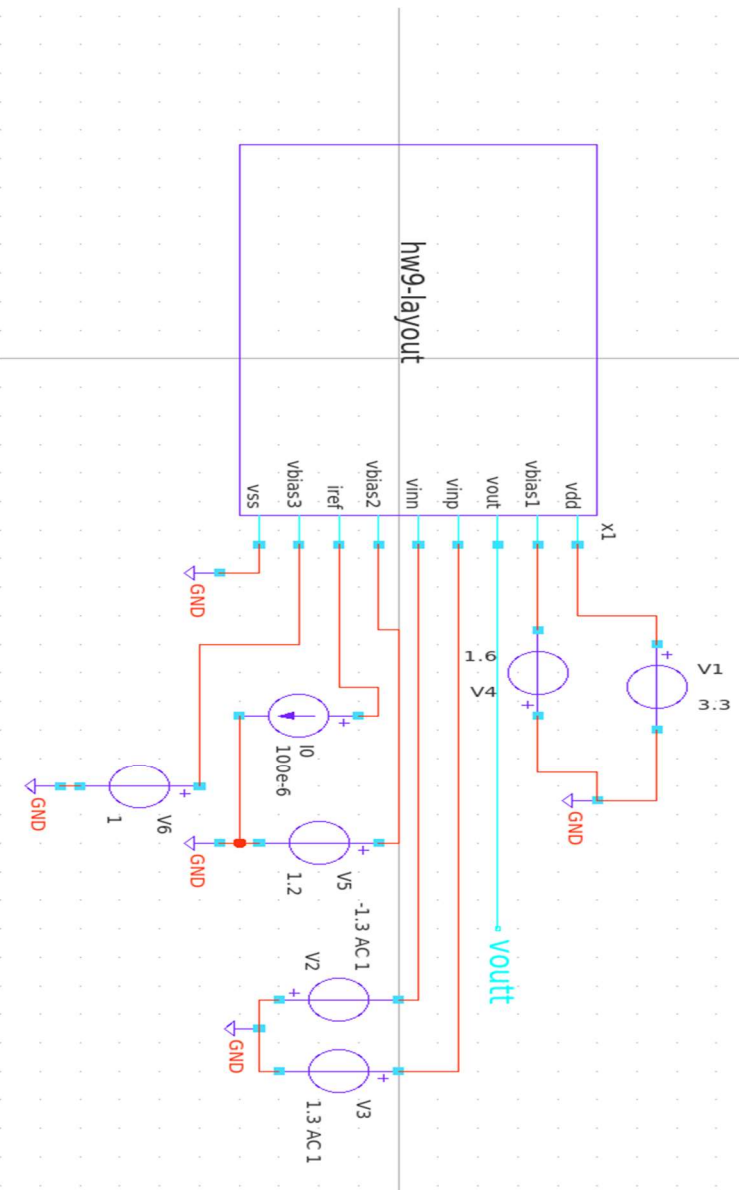 hw9-layout
x1
vss
vbias3
iref
vbias2
vinn
vinp
vout
vbias1
vdd
GND
1.6
V4
V1
3.3
GND
I0
100e-6
V6
1
GND
V5
1.2
GND
voutt
-1.3 AC 1
V2
GND
V3
1.3 AC 1